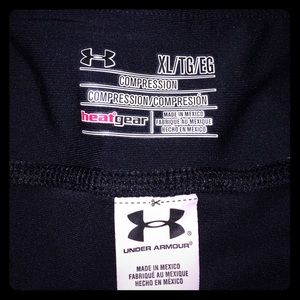 XL/TG/EG
COMPRESSION
COMPRESSION/COMPRESIÓN
heatgear
MADE IN MEXICO
FABRIQUÉ AU MEXIQUE
HECHO EN MÉXICO
UNDER ARMOUR
MADE IN MEXICO
FABRIQUÉ AU MEXIQUE
HECHO EN MÉXICO